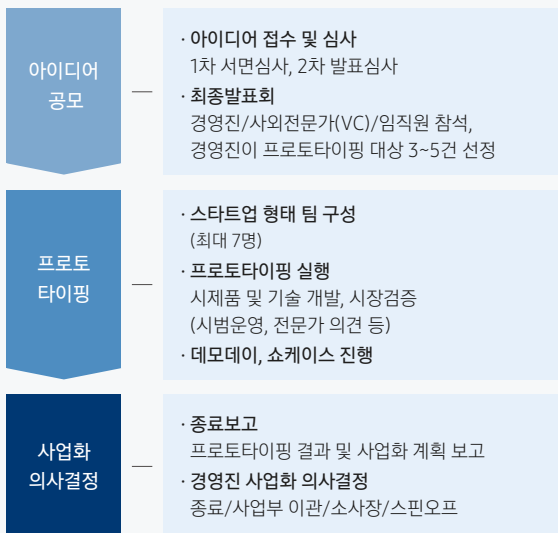 아이디어
공모
· 아이디어 접수 및 심사
1차 서면심사, 2차 발표심사
· 최종발표회
경영진/사외전문가(VC)/임직원 참석,
경영진이 프로토타이핑 대상 3~5건 선정
프로토
타이핑
· 스타트업 형태 팀 구성
(최대 7명)
· 프로토타이핑 실행
시제품 및 기술 개발, 시장검증
(시범운영, 전문가 의견 등)
· 데모데이, 쇼케이스 진행
사업화
의사결정
· 종료보고
프로토타이핑 결과 및 사업화 계획 보고
· 경영진 사업화 의사결정
종료/사업부 이관/소사장/스핀오프